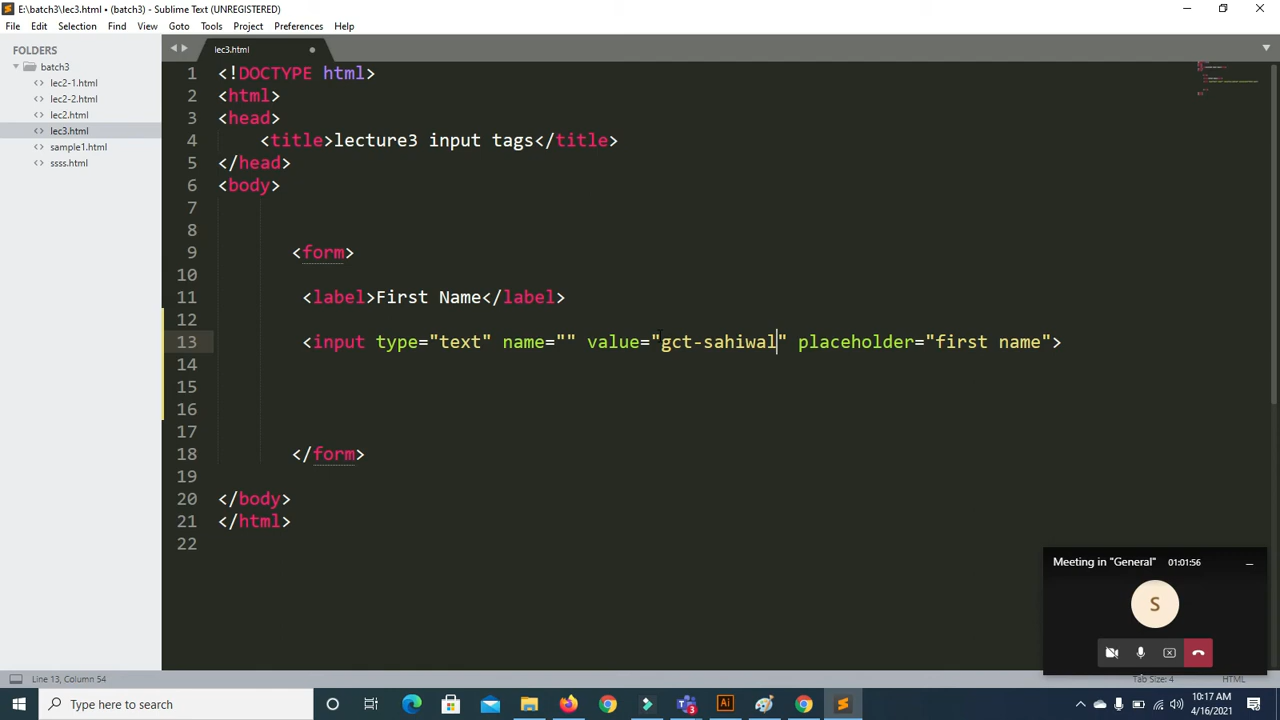 E:\batch3\lec3.html • (batch3) - Sublime Text (UNREGISTERED)
File Edit Selection Find View Goto Tools Project Preferences Help
FOLDERS
batch3
lec2-1.html
lec2-2.html
lec2.html
lec3.html
sample1.html
ssss.html
lec3.html
1 <!DOCTYPE html>
2 <html>
3 <head>
4 <title>lecture3 input tags</title>
5 </head>
6 <body>
7
8
9 <form>
10
11 <label>First Name</label>
12
13 <input type="text" name="" value="gct-sahiwal" placeholder="first name">
14
15
16
17
18 </form>
19
20 </body>
21 </html>
22
Meeting in "General" 01:01:56
S
Line 13, Column 54
Tab Size: 4
HTML
Type here to search
3
Ai
10:17 AM
4/16/2021